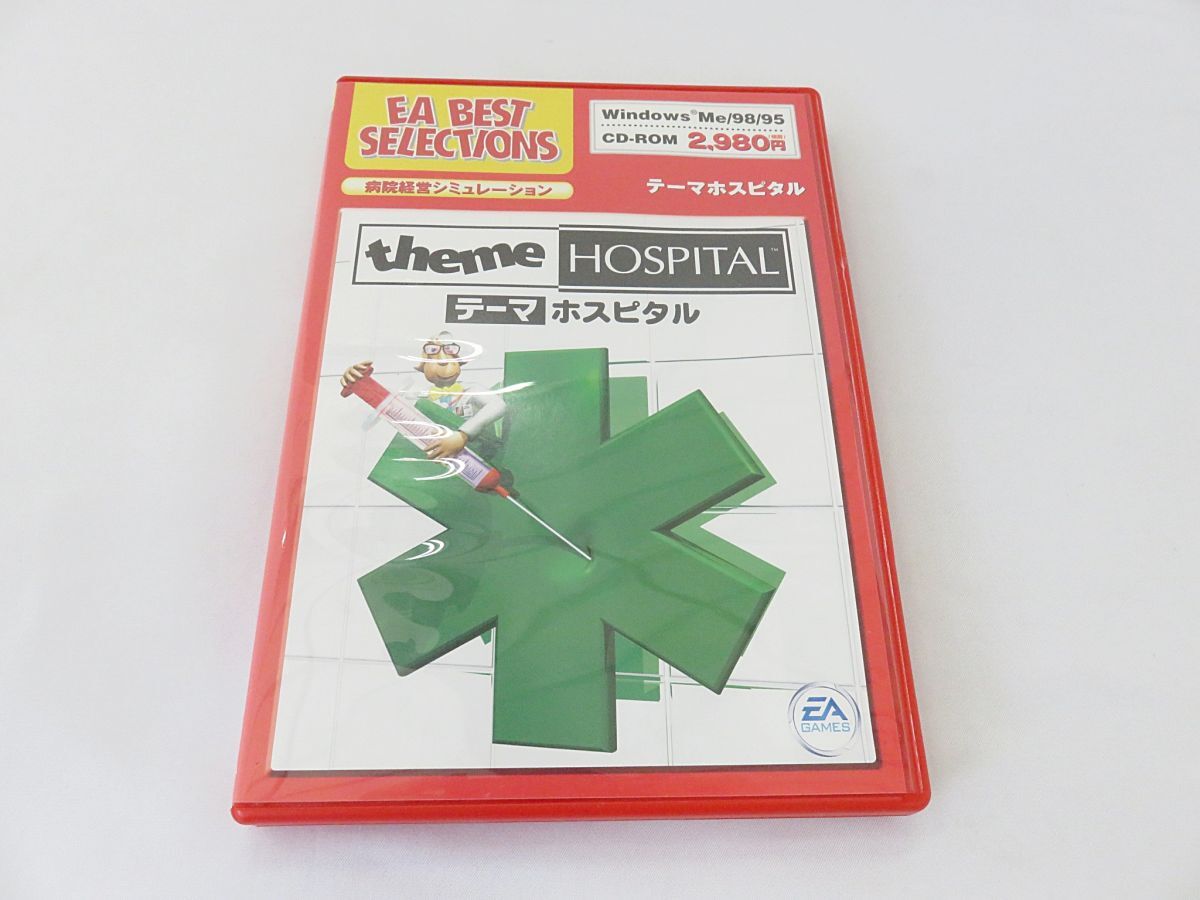 EA BEST
SELECTIONS
Windows® Me/98/95
CD-ROM 2,980円
病院経営シミュレーション
テーマホスピタル
theme HOSPITAL™
テーマ ホスピタル
EA
GAMES